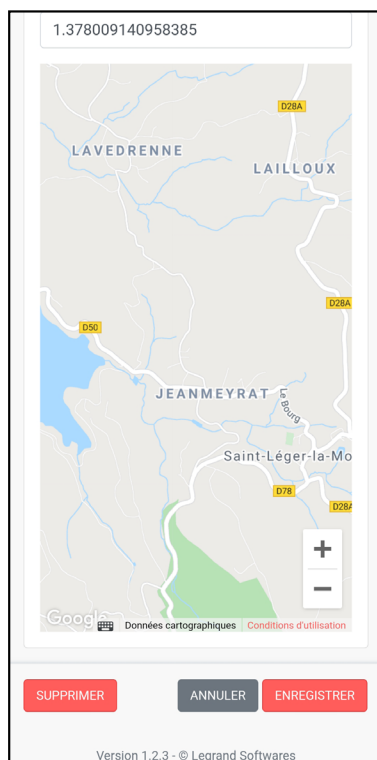 1.378009140958385
D28A
LAVEDRENNE
LAILLOUX
D28A
D50
JEANMEYRAT
Le Bourg
Saint-Léger-la-Mo
D78
D28A
+
−
Google
Données cartographiques
Conditions d'utilisation
SUPPRIMER
ANNULER
ENREGISTRER
Version 1.2.3 - © Legrand Softwares